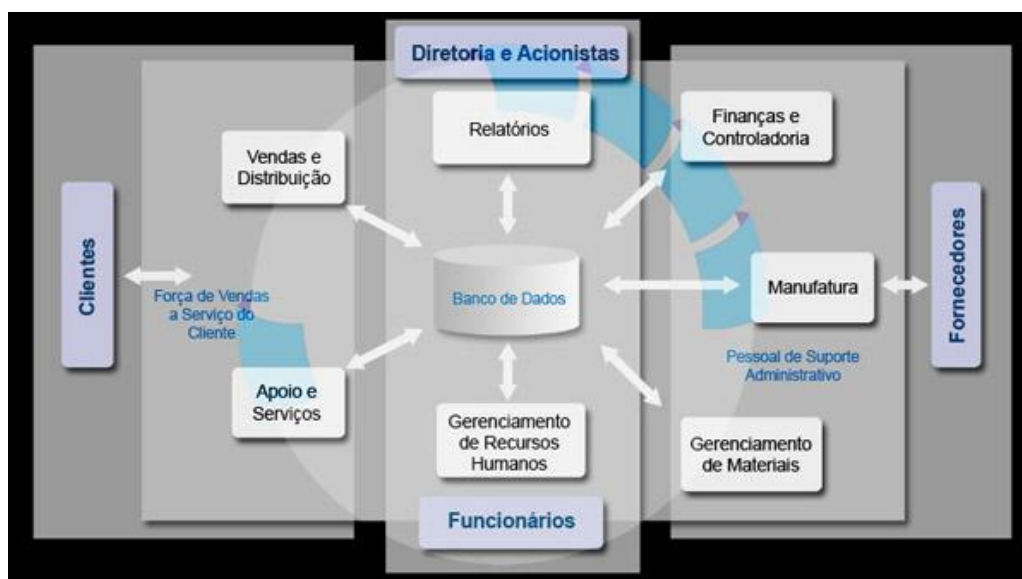 Diretoria e Acionistas
Relatórios
Finanças e
Controladoria
Vendas e
Distribuição
Clientes
Fornecedores
Força de Vendas
a Serviço do
Cliente
Banco de Dados
Manufatura
Pessoal de Suporte
Administrativo
Apoio e
Serviços
Gerenciamento
de Recursos
Humanos
Gerenciamento
de Materiais
Funcionários